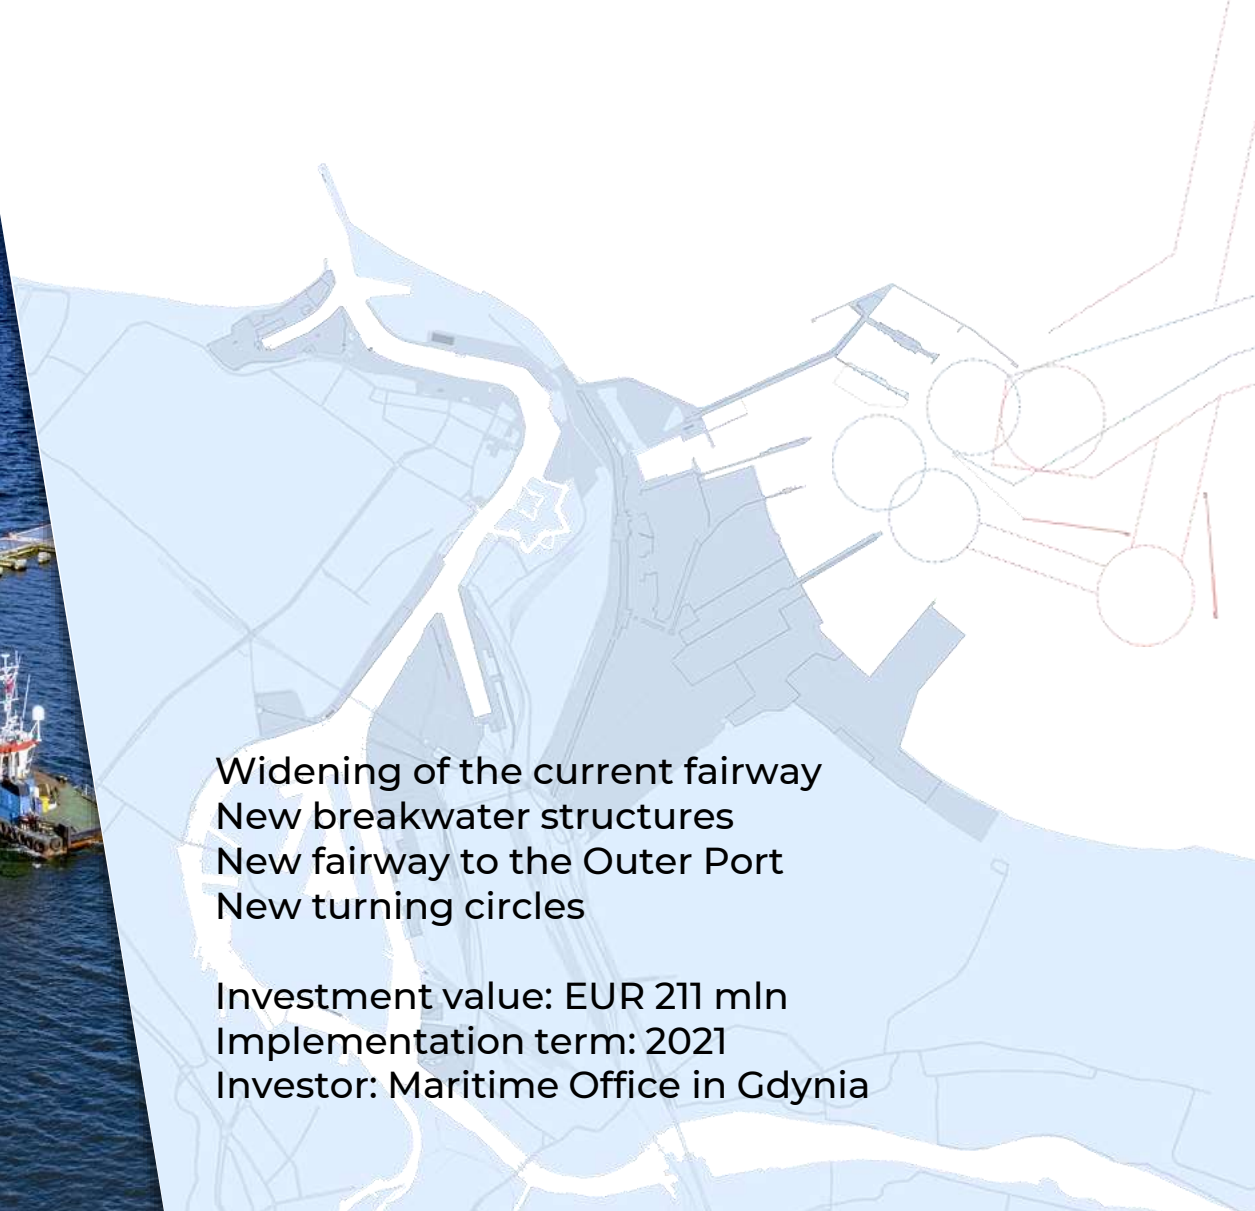 Widening of the current fairway
New breakwater structures
New fairway to the Outer Port
New turning circles
Investment value: EUR 211 mln
Implementation term: 2021
Investor: Maritime Office in Gdynia